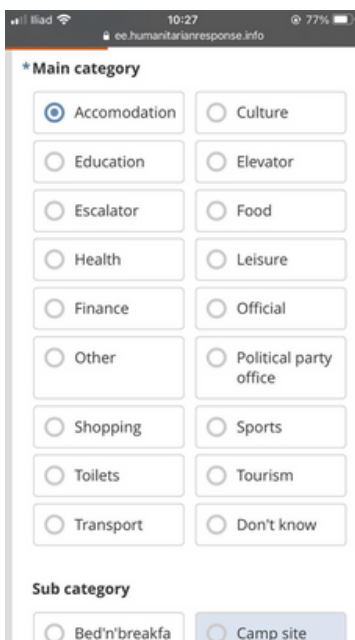 Iliad 10:27 77%
ee.humanitarianresponse.info
*Main category
Accomodation Culture
Education Elevator
Escalator Food
Health Leisure
Finance Official
Other Political party
office
Shopping Sports
Toilets Tourism
Transport Don't know
Sub category
Bed'n'breakfa Camp site